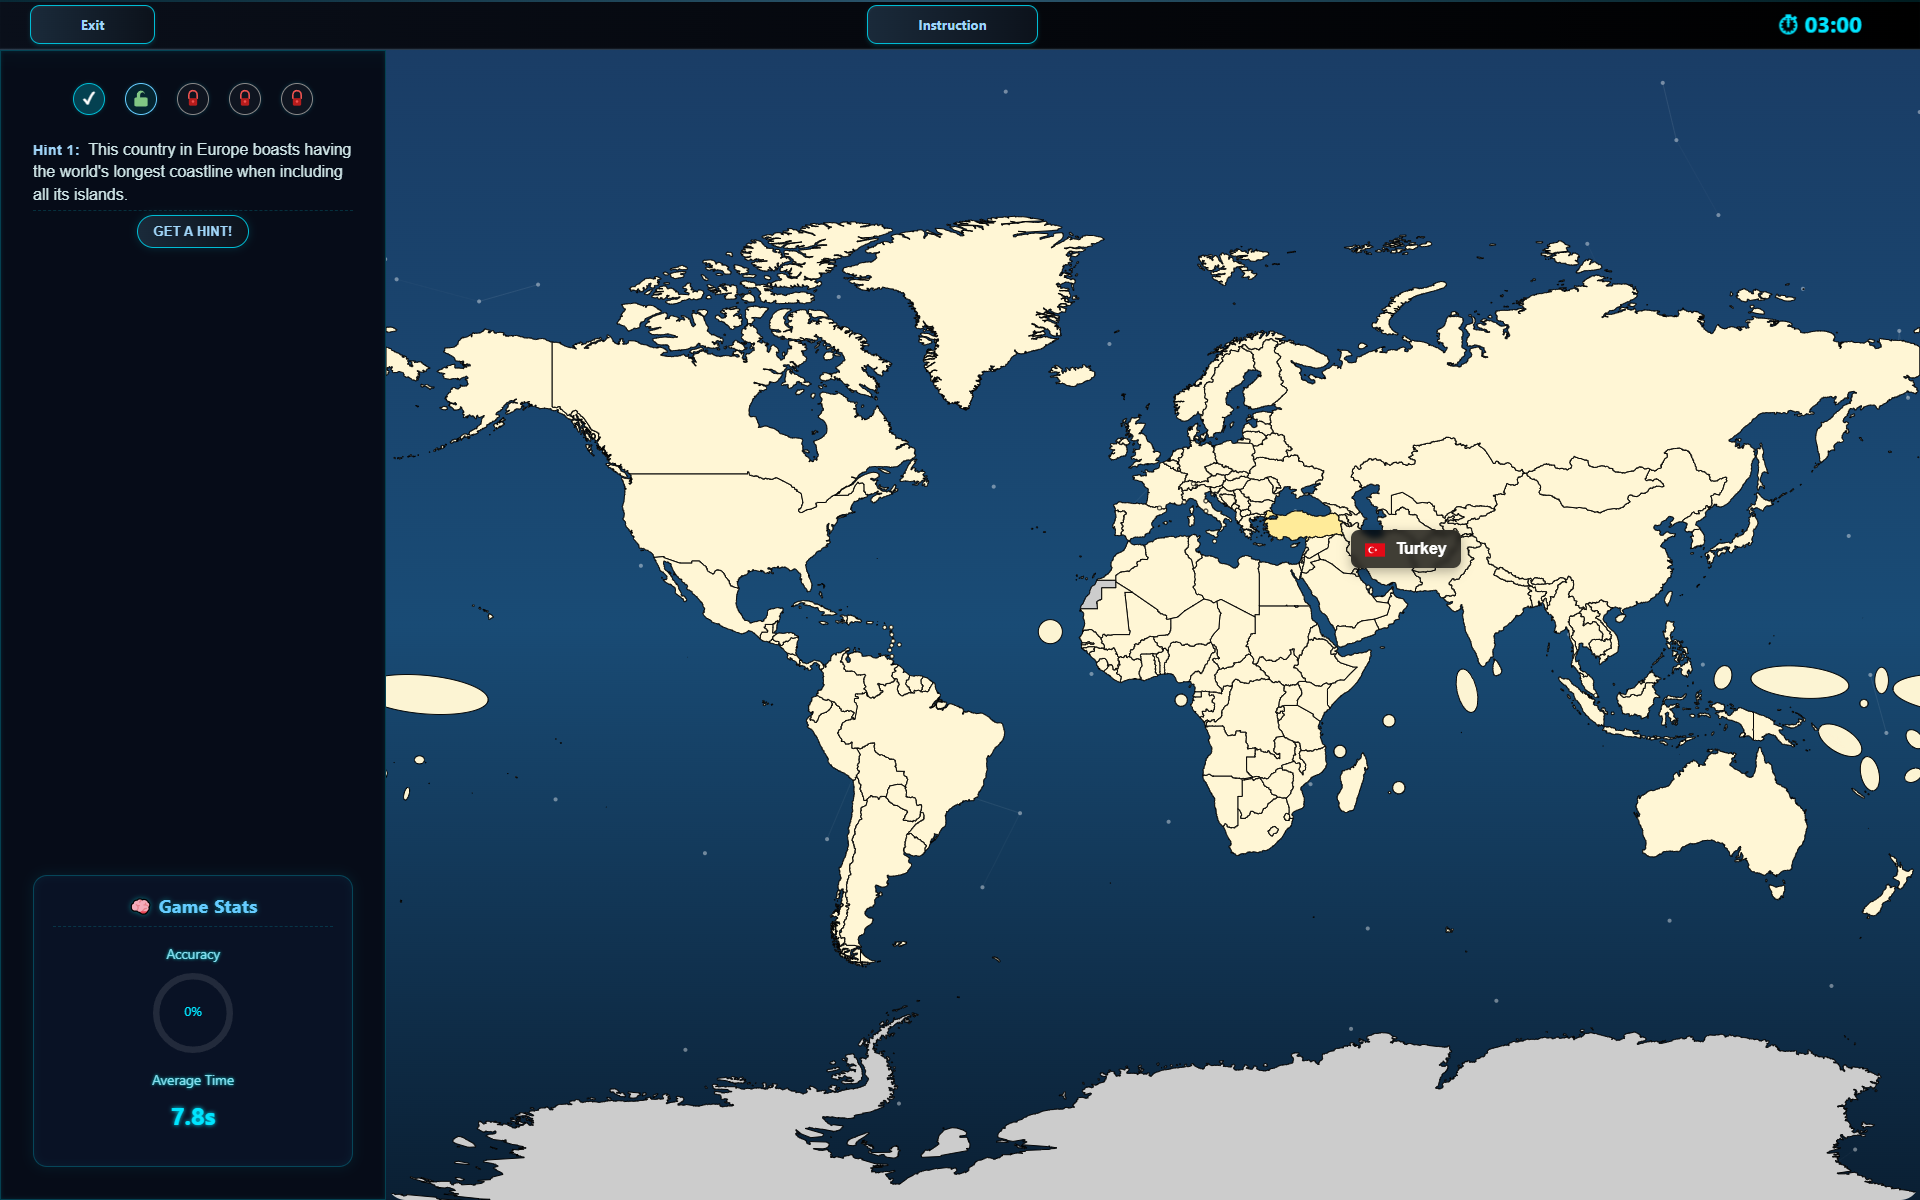 Exit
Instruction
03:00
Hint 1: This country in Europe boasts having
the world's longest coastline when including
all its islands.
GET A HINT!
Turkey
Game Stats
Accuracy
0%
Average Time
7.8s